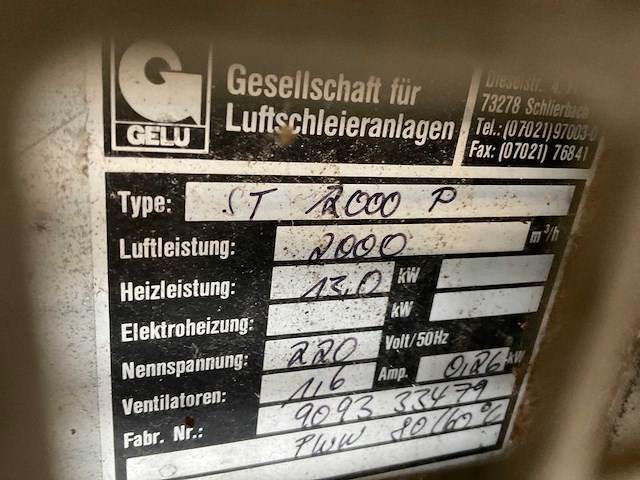 GELU
Gesellschaft für
Luftschleieranlagen
Dieselstr.
73278 Schlierbach
Tel.: (07021) 97003-0
Fax: (07021) 76841
Type: ST 2000 P
Luftleistung: 2000 m³/h
Heizleistung: 13,0 kW
Elektroheizung: kW
Nennspannung: 220 Volt/50Hz
Ventilatoren: 1,6 Amp. 0,26 kW
Fabr. Nr.: 9093 33479
PWW 80/60°C